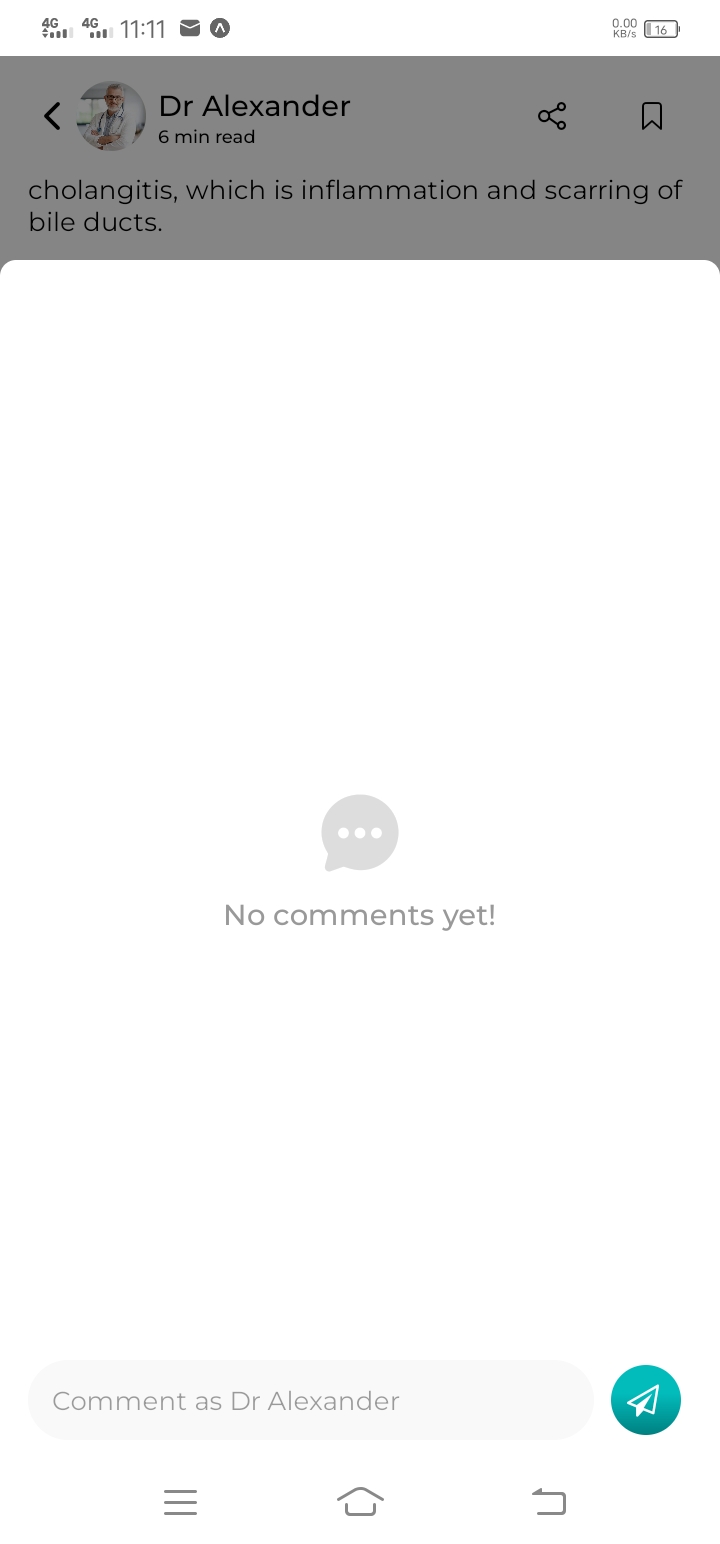 4G 4G 11:11 0.00 KB/s 16
Dr Alexander
6 min read
cholangitis, which is inflammation and scarring of
bile ducts.
No comments yet!
Comment as Dr Alexander